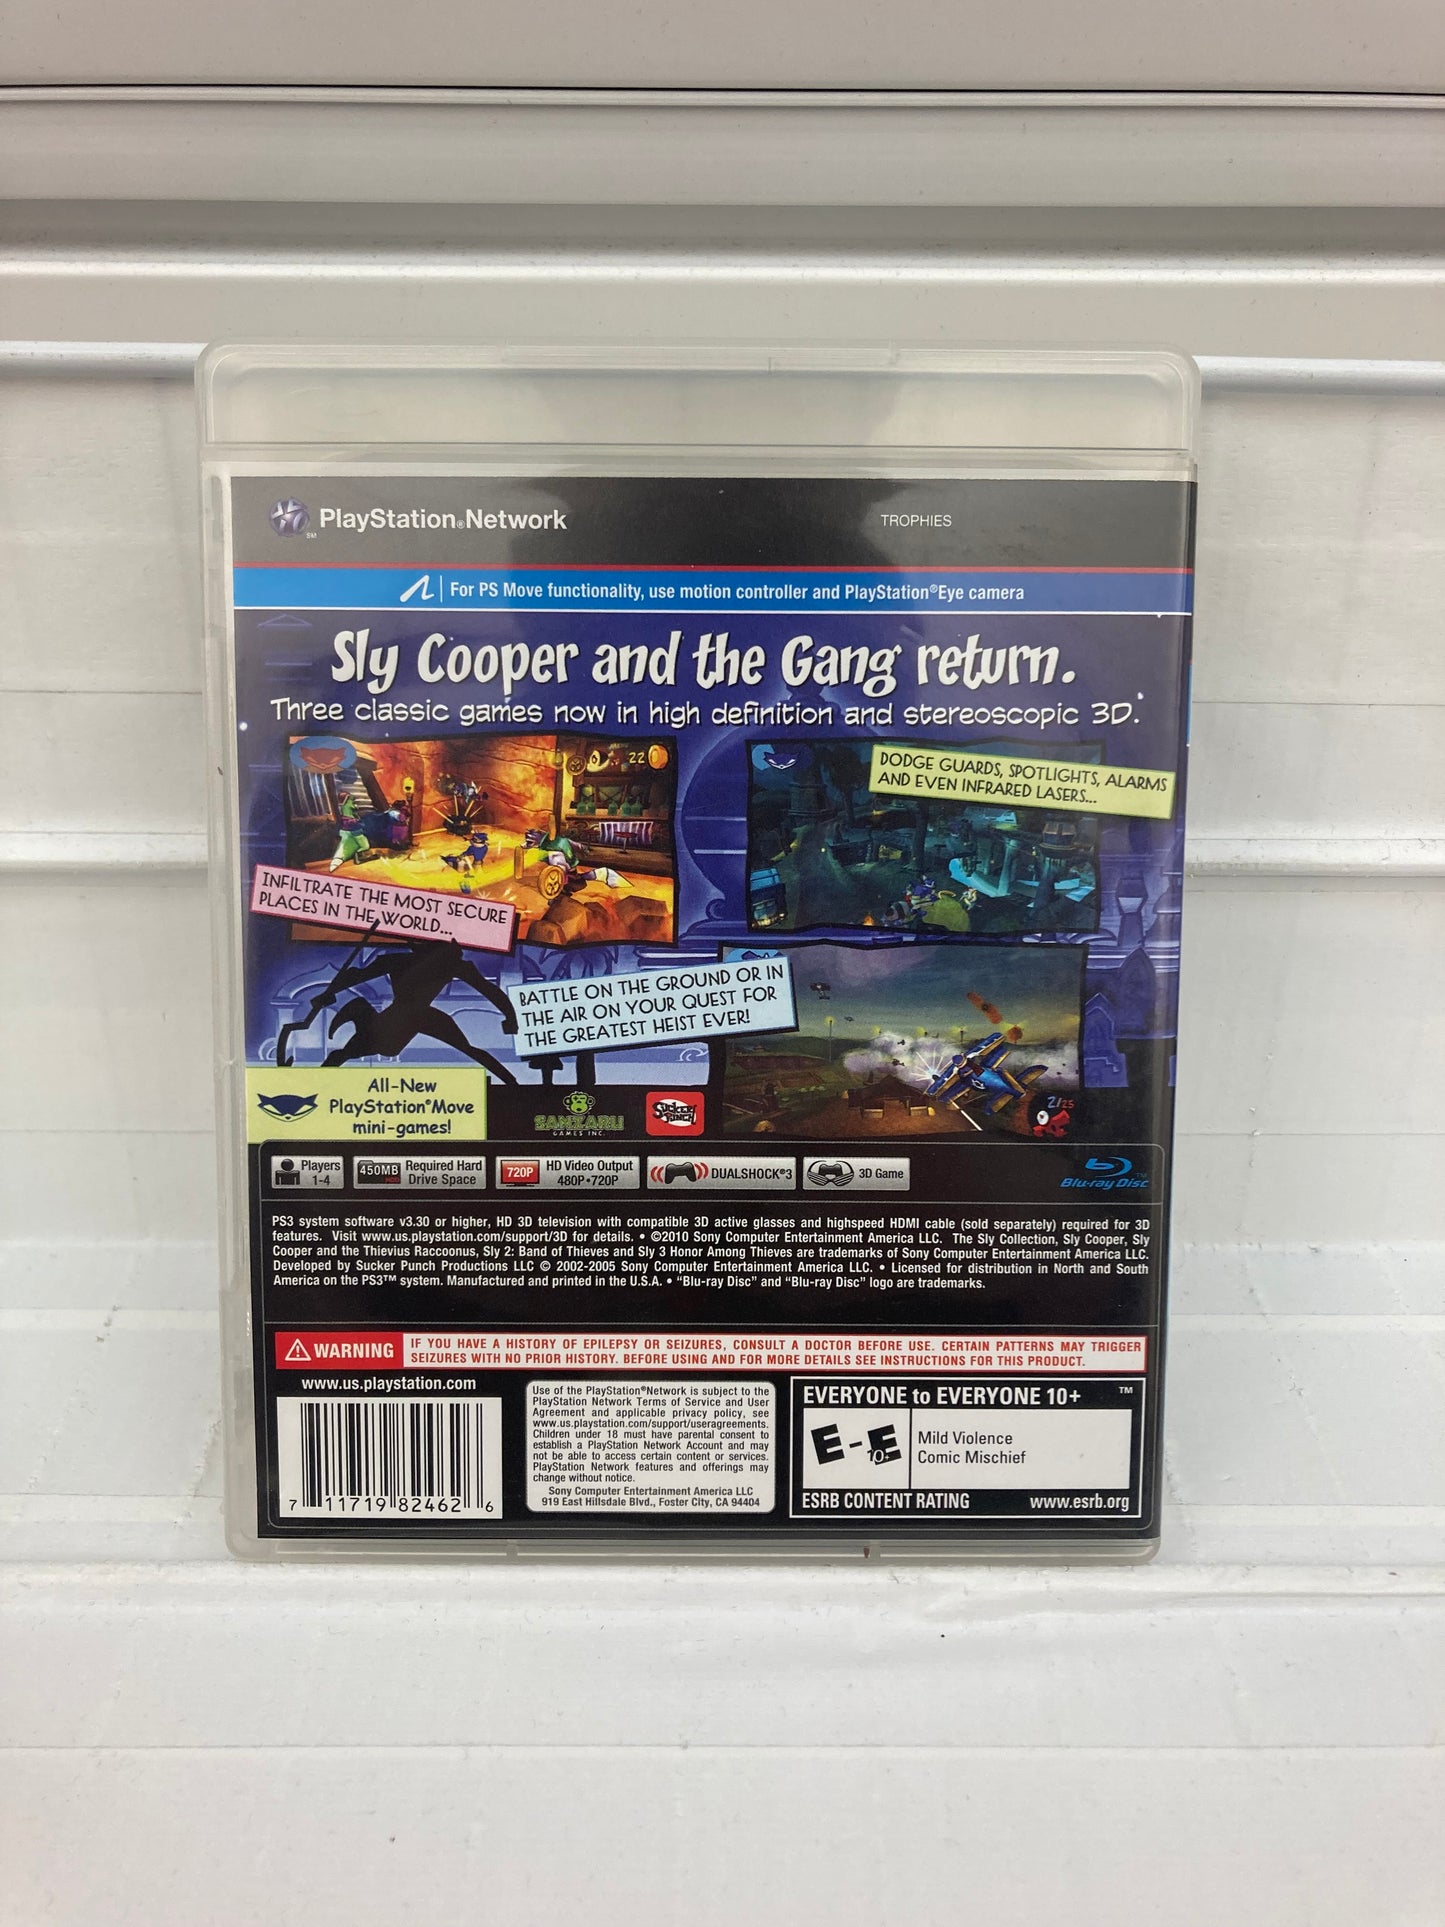 PlayStation®Network
SM
TROPHIES
For PS Move functionality, use motion controller and PlayStation®Eye camera
Sly Cooper and the Gang return.
Three classic games now in high definition and stereoscopic 3D.
22
DODGE GUARDS, SPOTLIGHTS, ALARMS
AND EVEN INFRARED LASERS...
INFILTRATE THE MOST SECURE
PLACES IN THE WORLD...
BATTLE ON THE GROUND OR IN
THE AIR ON YOUR QUEST FOR
THE GREATEST HEIST EVER!
2/25
All-New
PlayStation®Move
mini-games!
SANZARU
GAMES INC.
SUCKER
PUNCH
Players
1-4
450MB
HDD
Required Hard
Drive Space
720P
HD Video Output
480P•720P
DUALSHOCK®3
3D Game
Blu-ray Disc™
PS3 system software v3.30 or higher, HD 3D television with compatible 3D active glasses and highspeed HDMI cable (sold separately) required for 3D
features. Visit www.us.playstation.com/support/3D for details. • ©2010 Sony Computer Entertainment America LLC. The Sly Collection, Sly Cooper, Sly
Cooper and the Thievius Raccoonus, Sly 2: Band of Thieves and Sly 3 Honor Among Thieves are trademarks of Sony Computer Entertainment America LLC.
Developed by Sucker Punch Productions LLC © 2002-2005 Sony Computer Entertainment America LLC. • Licensed for distribution in North and South
America on the PS3™ system. Manufactured and printed in the U.S.A. • “Blu-ray Disc” and “Blu-ray Disc” logo are trademarks.
WARNING
IF YOU HAVE A HISTORY OF EPILEPSY OR SEIZURES, CONSULT A DOCTOR BEFORE USE. CERTAIN PATTERNS MAY TRIGGER
SEIZURES WITH NO PRIOR HISTORY. BEFORE USING AND FOR MORE DETAILS SEE INSTRUCTIONS FOR THIS PRODUCT.
www.us.playstation.com
7 11719 82462 6
Use of the PlayStation®Network is subject to the
PlayStation Network Terms of Service and User
Agreement and applicable privacy policy, see
www.us.playstation.com/support/useragreements.
Children under 18 must have parental consent to
establish a PlayStation Network Account and may
not be able to access certain content or services.
PlayStation Network features and offerings may
change without notice.
Sony Computer Entertainment America LLC
919 East Hillsdale Blvd., Foster City, CA 94404
EVERYONE to EVERYONE 10+ ™
E-E
10+
Mild Violence
Comic Mischief
ESRB CONTENT RATING
www.esrb.org